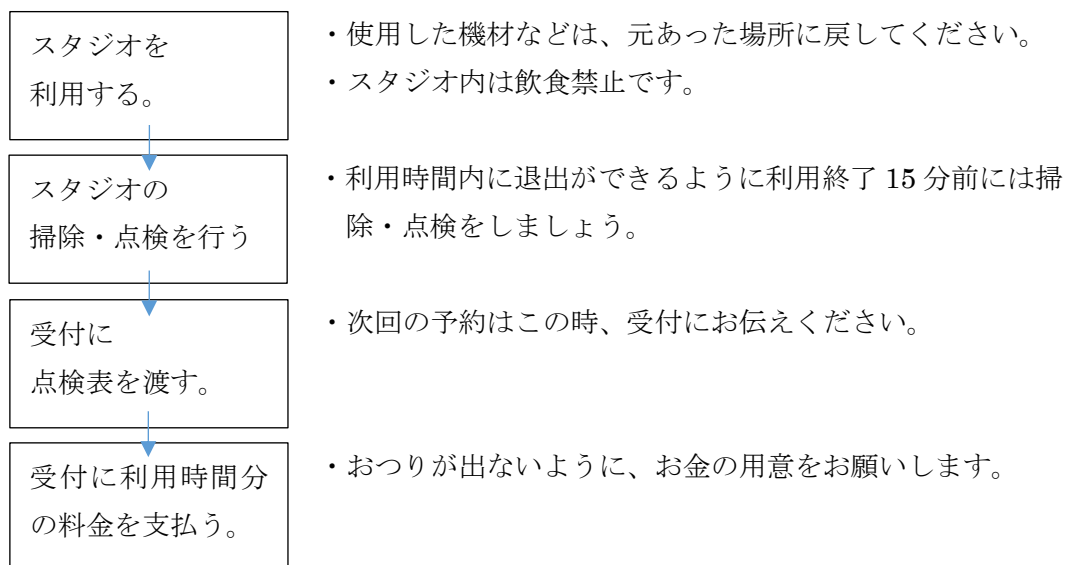 スタジオを
利用する。
・使用した機材などは、元あった場所に戻してください。
・スタジオ内は飲食禁止です。
スタジオの
掃除・点検を行う
・利用時間内に退出ができるように利用終了 15 分前には掃
除・点検をしましょう。
受付に
点検表を渡す。
・次回の予約はこの時、受付にお伝えください。
受付に利用時間分
の料金を支払う。
・おつりが出ないように、お金の用意をお願いします。